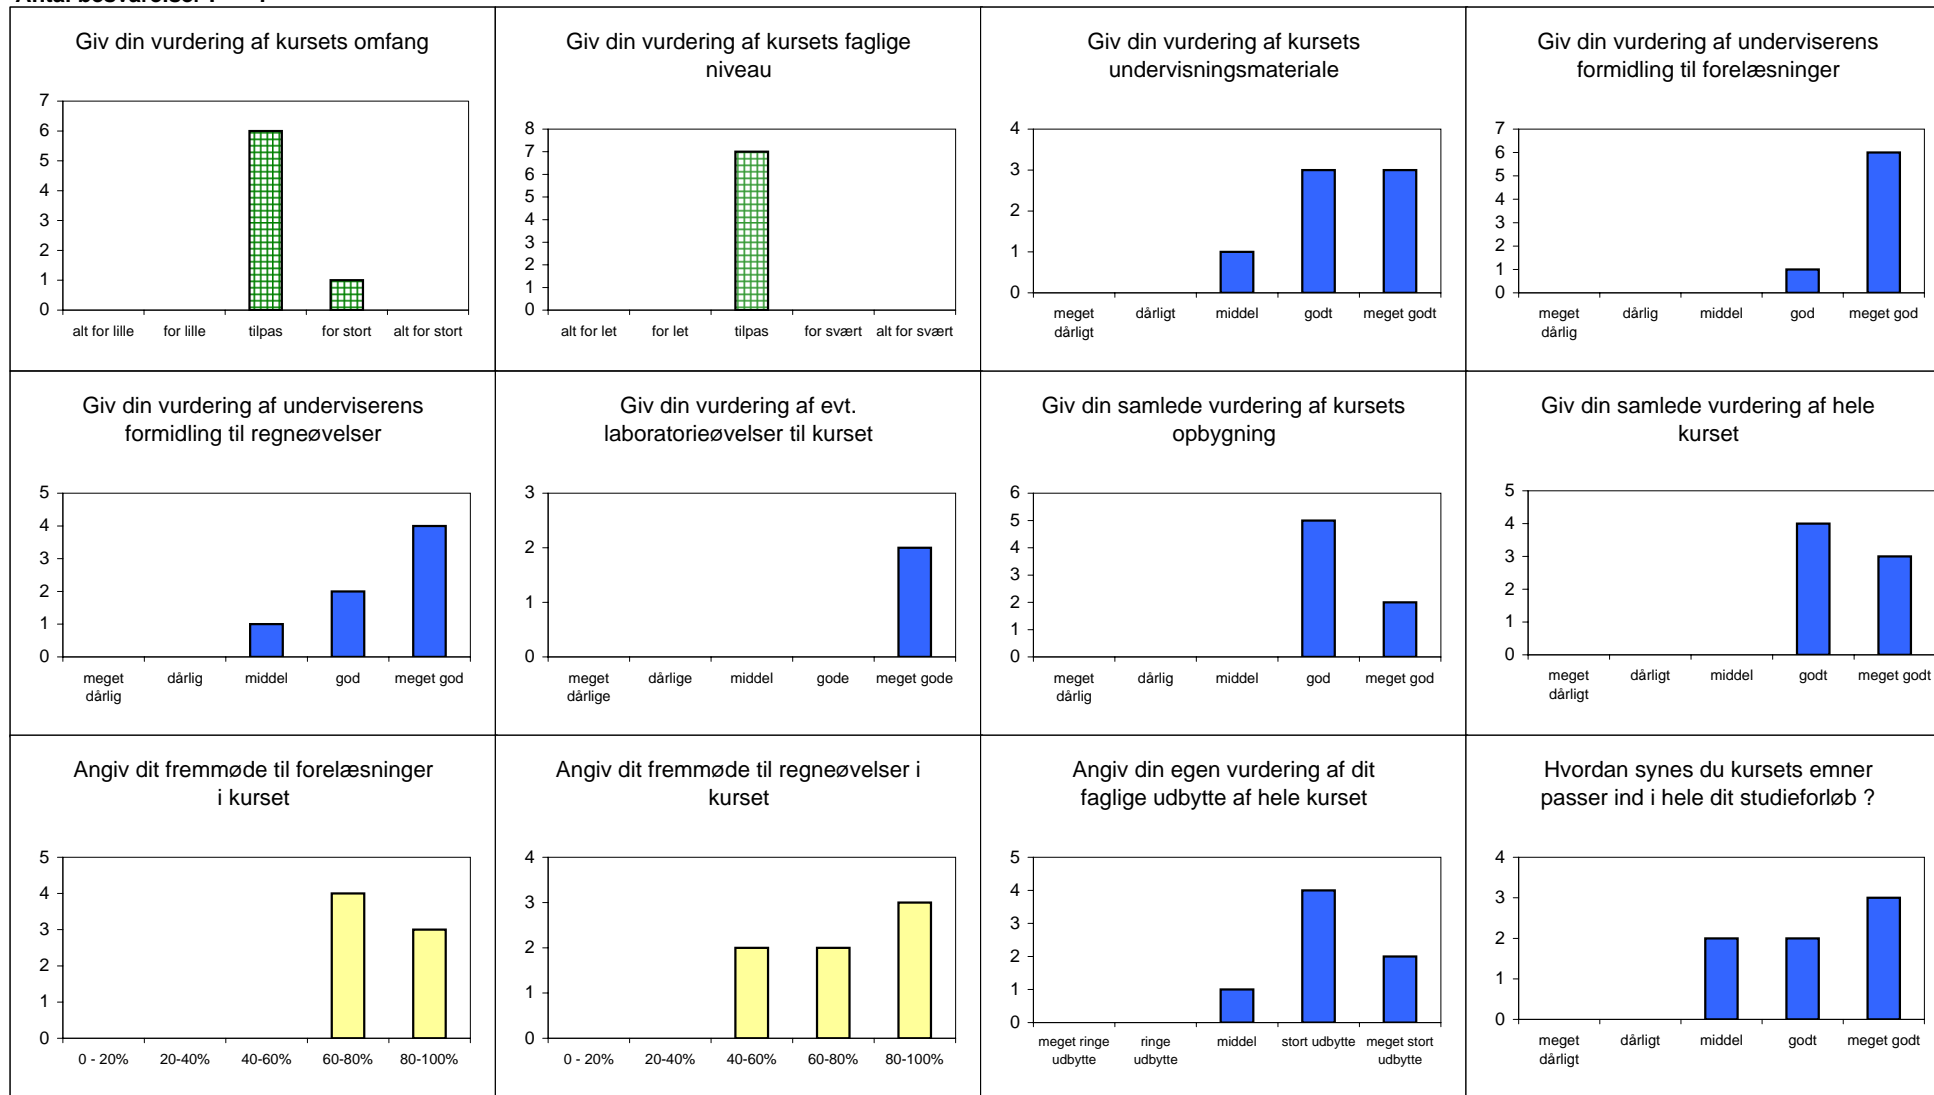 Antal besvarelser :
Giv din vurdering af kursets omfang
7
6
5
4
3
2
1
0
alt for lille for lille tilpas for stort alt for stort
Giv din vurdering af kursets faglige
niveau
8
7
6
5
4
3
2
1
0
alt for let for let tilpas for svært alt for svært
Giv din vurdering af kursets
undervisningsmateriale
4
3
2
1
0
meget dårligt middel godt meget godt
dårligt
Giv din vurdering af underviserens
formidling til forelæsninger
7
6
5
4
3
2
1
0
meget dårlig middel god meget god
dårlig
Giv din vurdering af underviserens
formidling til regneøvelser
5
4
3
2
1
0
meget dårlig middel god meget god
dårlig
Giv din vurdering af evt.
laboratorieøvelser til kurset
3
2
1
0
meget dårlige middel gode meget gode
dårlige
Giv din samlede vurdering af kursets
opbygning
6
5
4
3
2
1
0
meget dårlig middel god meget god
dårlig
Giv din samlede vurdering af hele
kurset
5
4
3
2
1
0
meget dårligt middel godt meget godt
dårligt
Angiv dit fremmøde til forelæsninger
i kurset
5
4
3
2
1
0
0 - 20% 20-40% 40-60% 60-80% 80-100%
Angiv dit fremmøde til regneøvelser i
kurset
4
3
2
1
0
0 - 20% 20-40% 40-60% 60-80% 80-100%
Angiv din egen vurdering af dit
faglige udbytte af hele kurset
5
4
3
2
1
0
meget ringe ringe middel stort udbytte meget stort
udbytte udbytte udbytte
Hvordan synes du kursets emner
passer ind i hele dit studieforløb ?
4
3
2
1
0
meget dårligt middel godt meget godt
dårligt